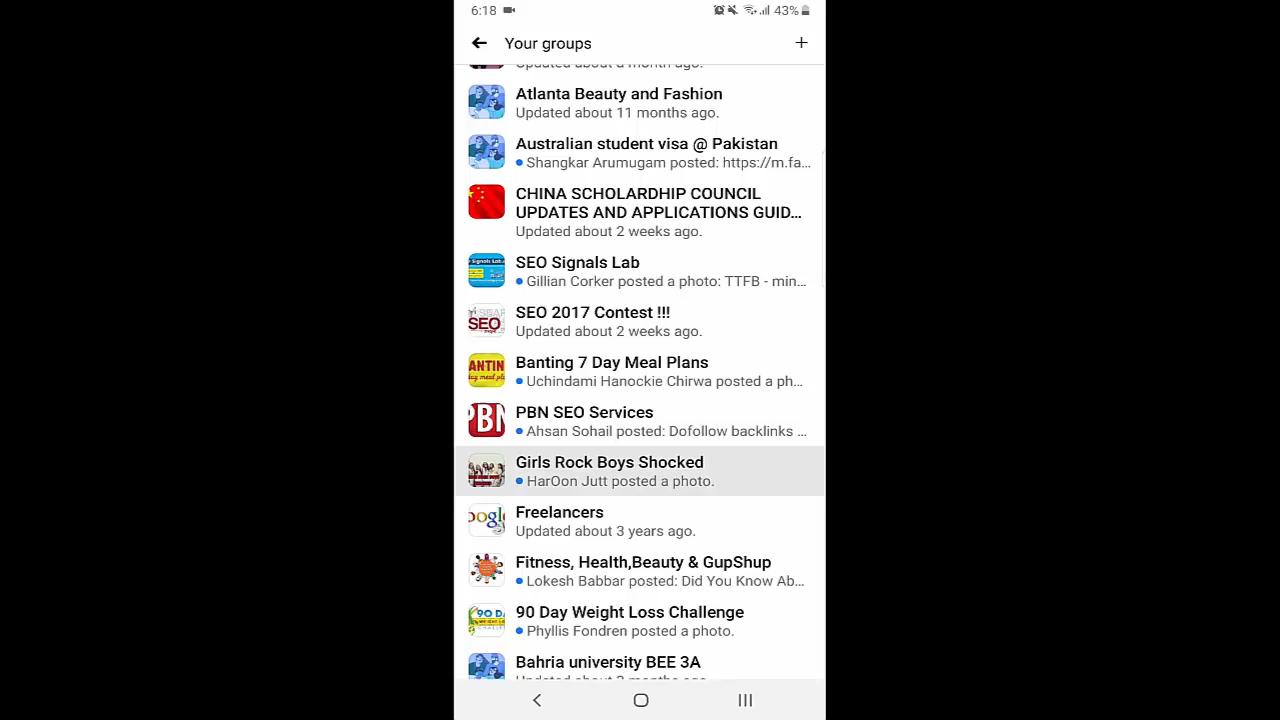 6:18
43%
Your groups
Updated about a month ago.
Atlanta Beauty and Fashion
Updated about 11 months ago.
Australian student visa @ Pakistan
Shangkar Arumugam posted: https://m.fa...
CHINA SCHOLARDHIP COUNCIL
UPDATES AND APPLICATIONS GUID...
Updated about 2 weeks ago.
SEO Signals Lab
Gillian Corker posted a photo: TTFB - min...
SEO 2017 Contest !!!
Updated about 2 weeks ago.
Banting 7 Day Meal Plans
Uchindami Hanockie Chirwa posted a ph...
PBN SEO Services
Ahsan Sohail posted: Dofollow backlinks ...
Girls Rock Boys Shocked
HarOon Jutt posted a photo.
Freelancers
Updated about 3 years ago.
Fitness, Health,Beauty & GupShup
Lokesh Babbar posted: Did You Know Ab...
90 Day Weight Loss Challenge
Phyllis Fondren posted a photo.
Bahria university BEE 3A